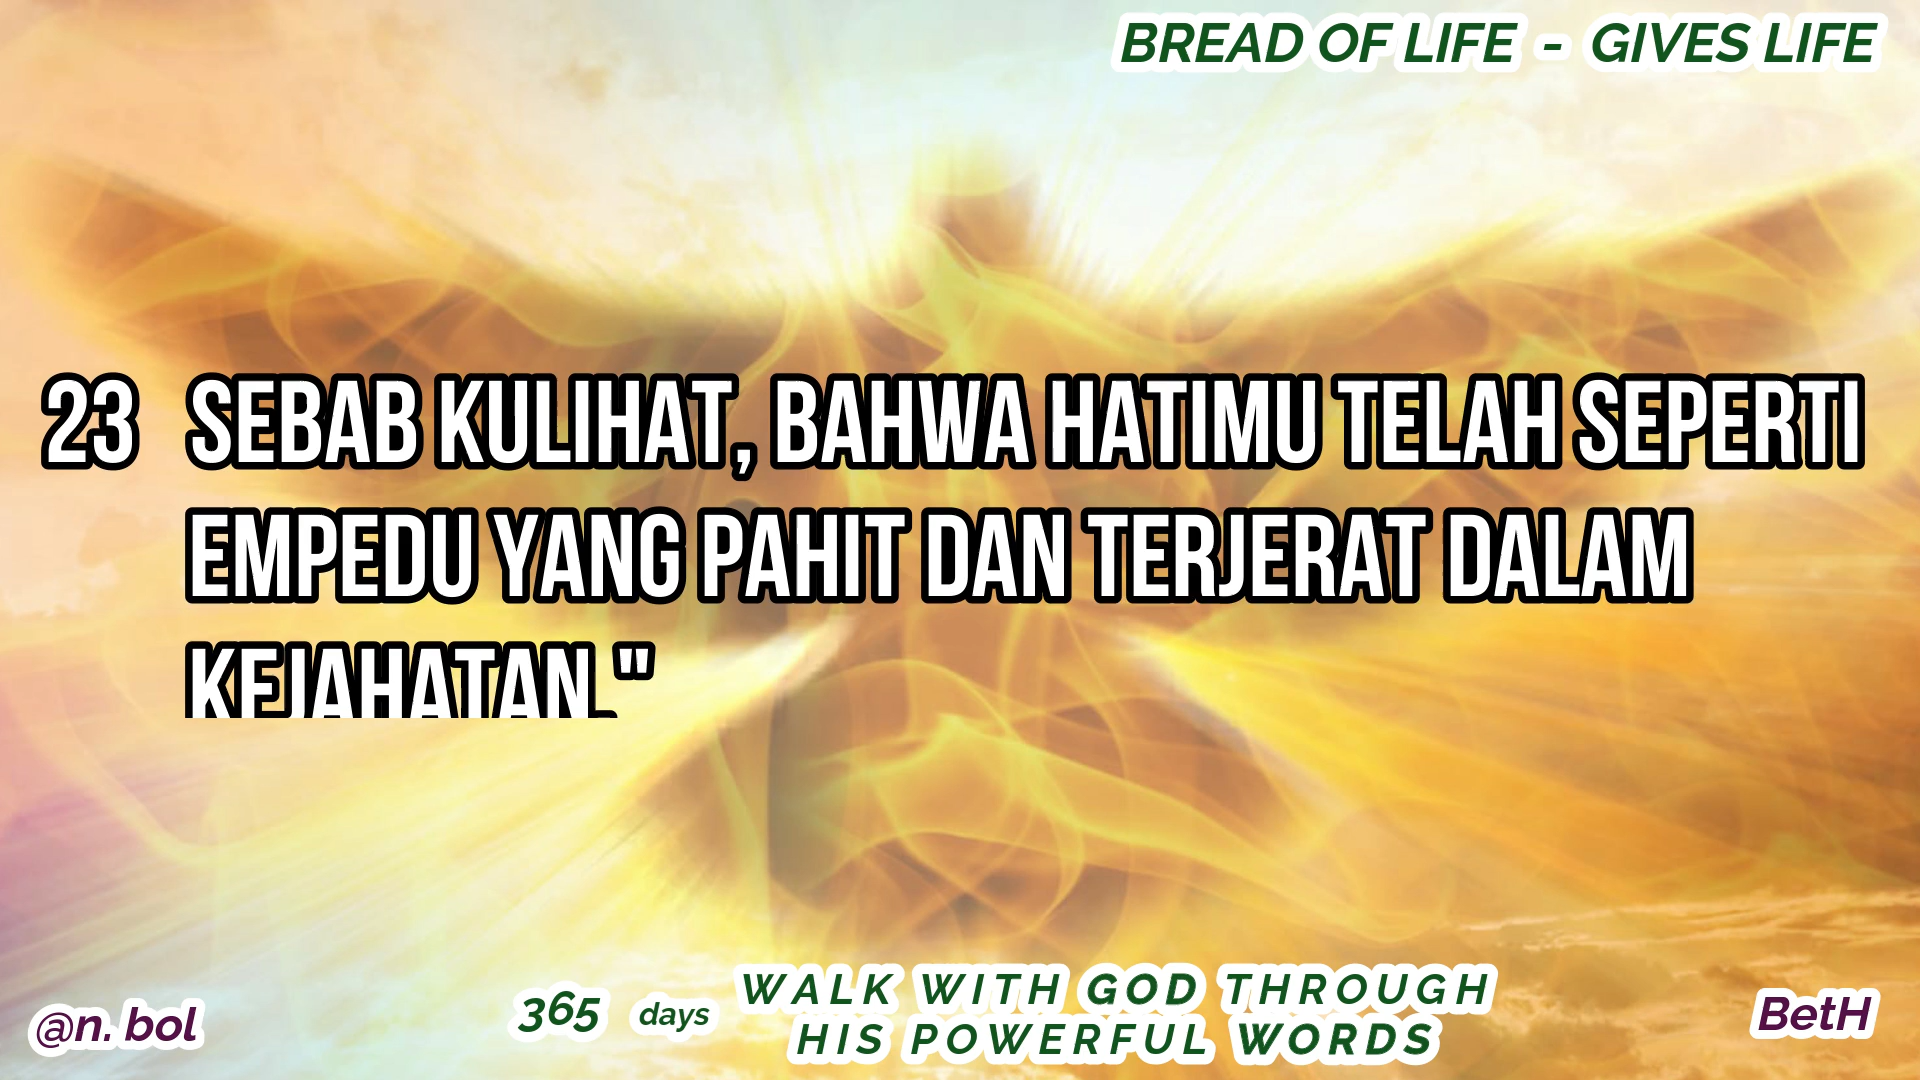 BREAD OF LIFE - GIVES LIFE
23 SEBAB KULIHAT, BAHWA HATIMU TELAH SEPERTI
EMPEDU YANG PAHIT DAN TERJERAT DALAM
KEJAHATAN."
@n. bol
365 days
WALK WITH GOD THROUGH
HIS POWERFUL WORDS
BetH